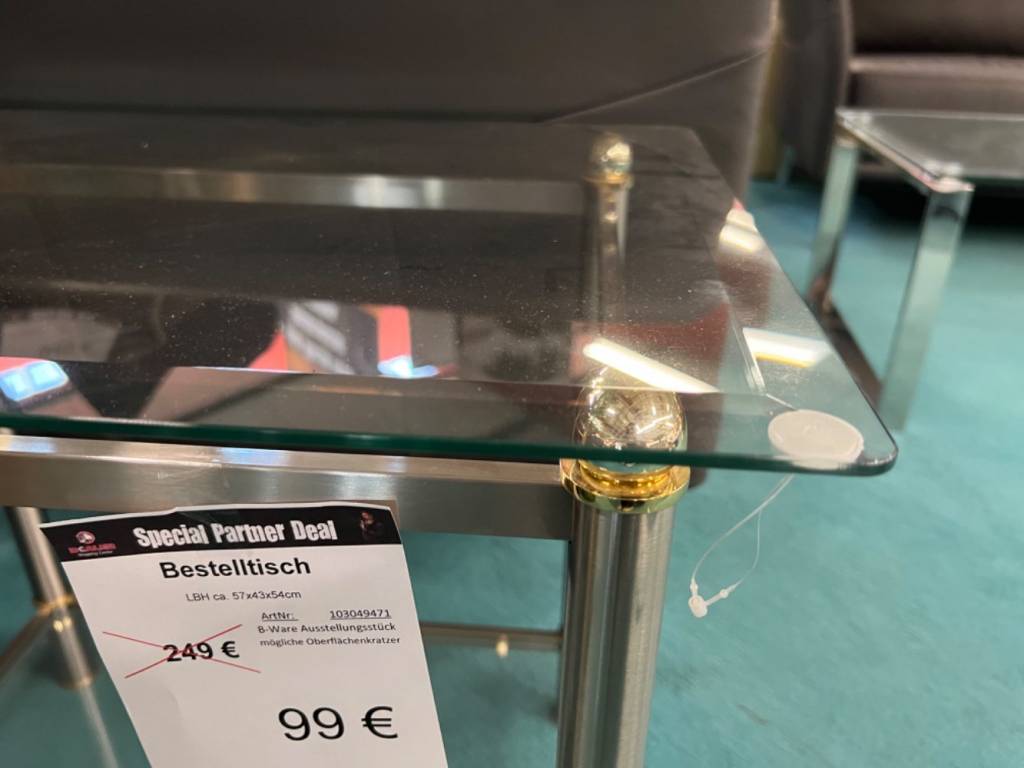 Special Partner Deal
Bestelltisch
LBH ca. 57x43x54cm
ArtNr: 103049471
B-Ware Ausstellungsstück
mögliche Oberflächenkratzer
249 €
99 €